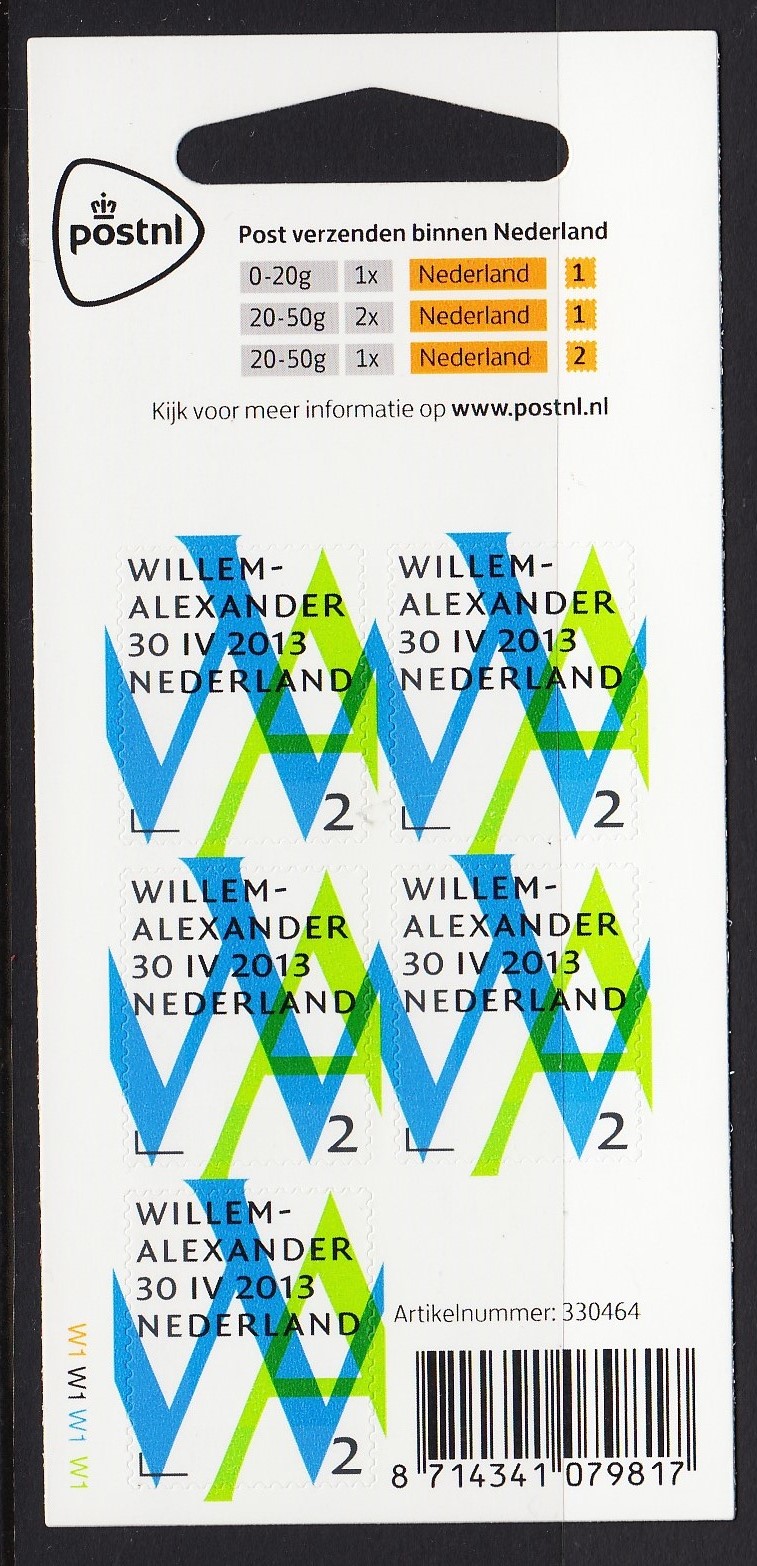 postnl
Post verzenden binnen Nederland
0-20g 1x Nederland 1
20-50g 2x Nederland 1
20-50g 1x Nederland 2
Kijk voor meer informatie op www.postnl.nl
WILLEM-
ALEXANDER
30 IV 2013
NEDERLAND
2
WILLEM-
ALEXANDER
30 IV 2013
NEDERLAND
2
WILLEM-
ALEXANDER
30 IV 2013
NEDERLAND
2
WILLEM-
ALEXANDER
30 IV 2013
NEDERLAND
2
WILLEM-
ALEXANDER
30 IV 2013
NEDERLAND
2
W1 W1 W1 W1
Artikelnummer: 330464
8 714341 079817